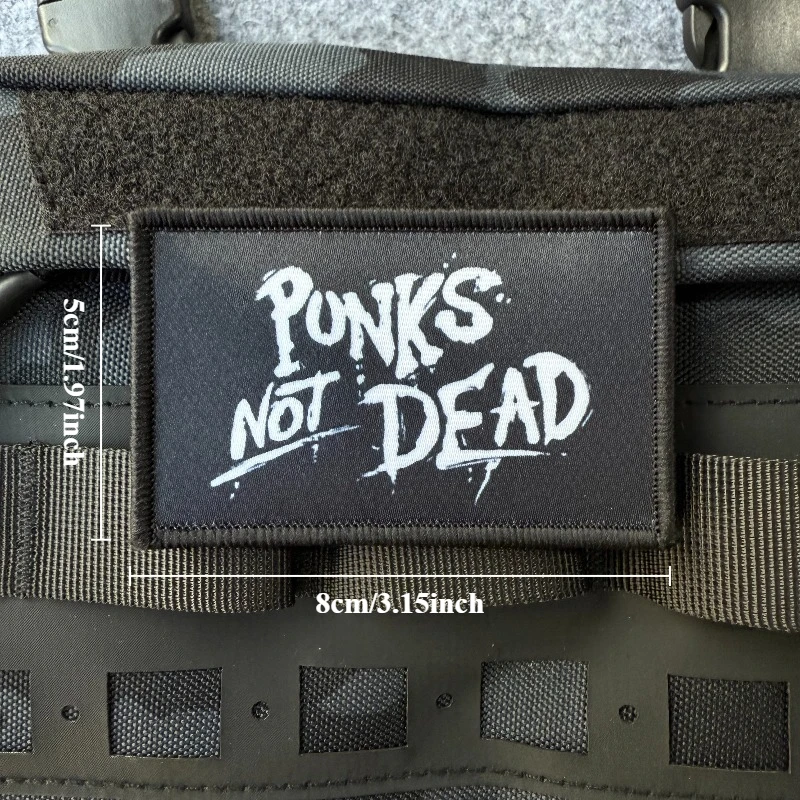 PUNKS
NOT DEAD
5cm/1.97inch
8cm/3.15inch